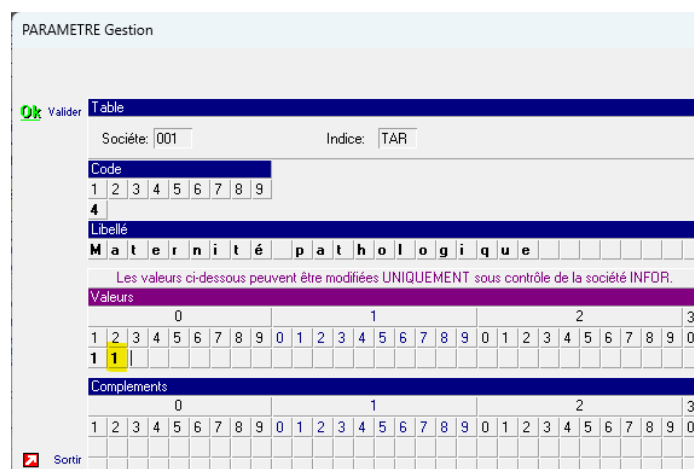 PARAMETRE Gestion
Ok Valider
Table
Sociéte: 001 Indice: TAR
Code
1 2 3 4 5 6 7 8 9
4
Libellé
Maternité pathologique
Les valeurs ci-dessous peuvent être modifiées UNIQUEMENT sous contrôle de la société INFOR.
Valeurs
0 1 2 3
1 2 3 4 5 6 7 8 9 0 1 2 3 4 5 6 7 8 9 0 1 2 3 4 5 6 7 8 9 0
1 1
Complements
0 1 2 3
1 2 3 4 5 6 7 8 9 0 1 2 3 4 5 6 7 8 9 0 1 2 3 4 5 6 7 8 9 0
Sortir